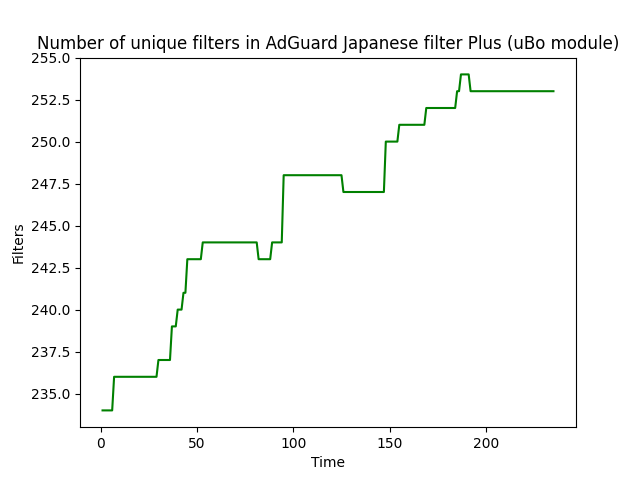 Number of unique filters in AdGuard Japanese filter Plus (uBo module)
255.0
252.5
250.0
247.5
245.0
242.5
240.0
237.5
235.0
Filters
0 50 100 150 200
Time